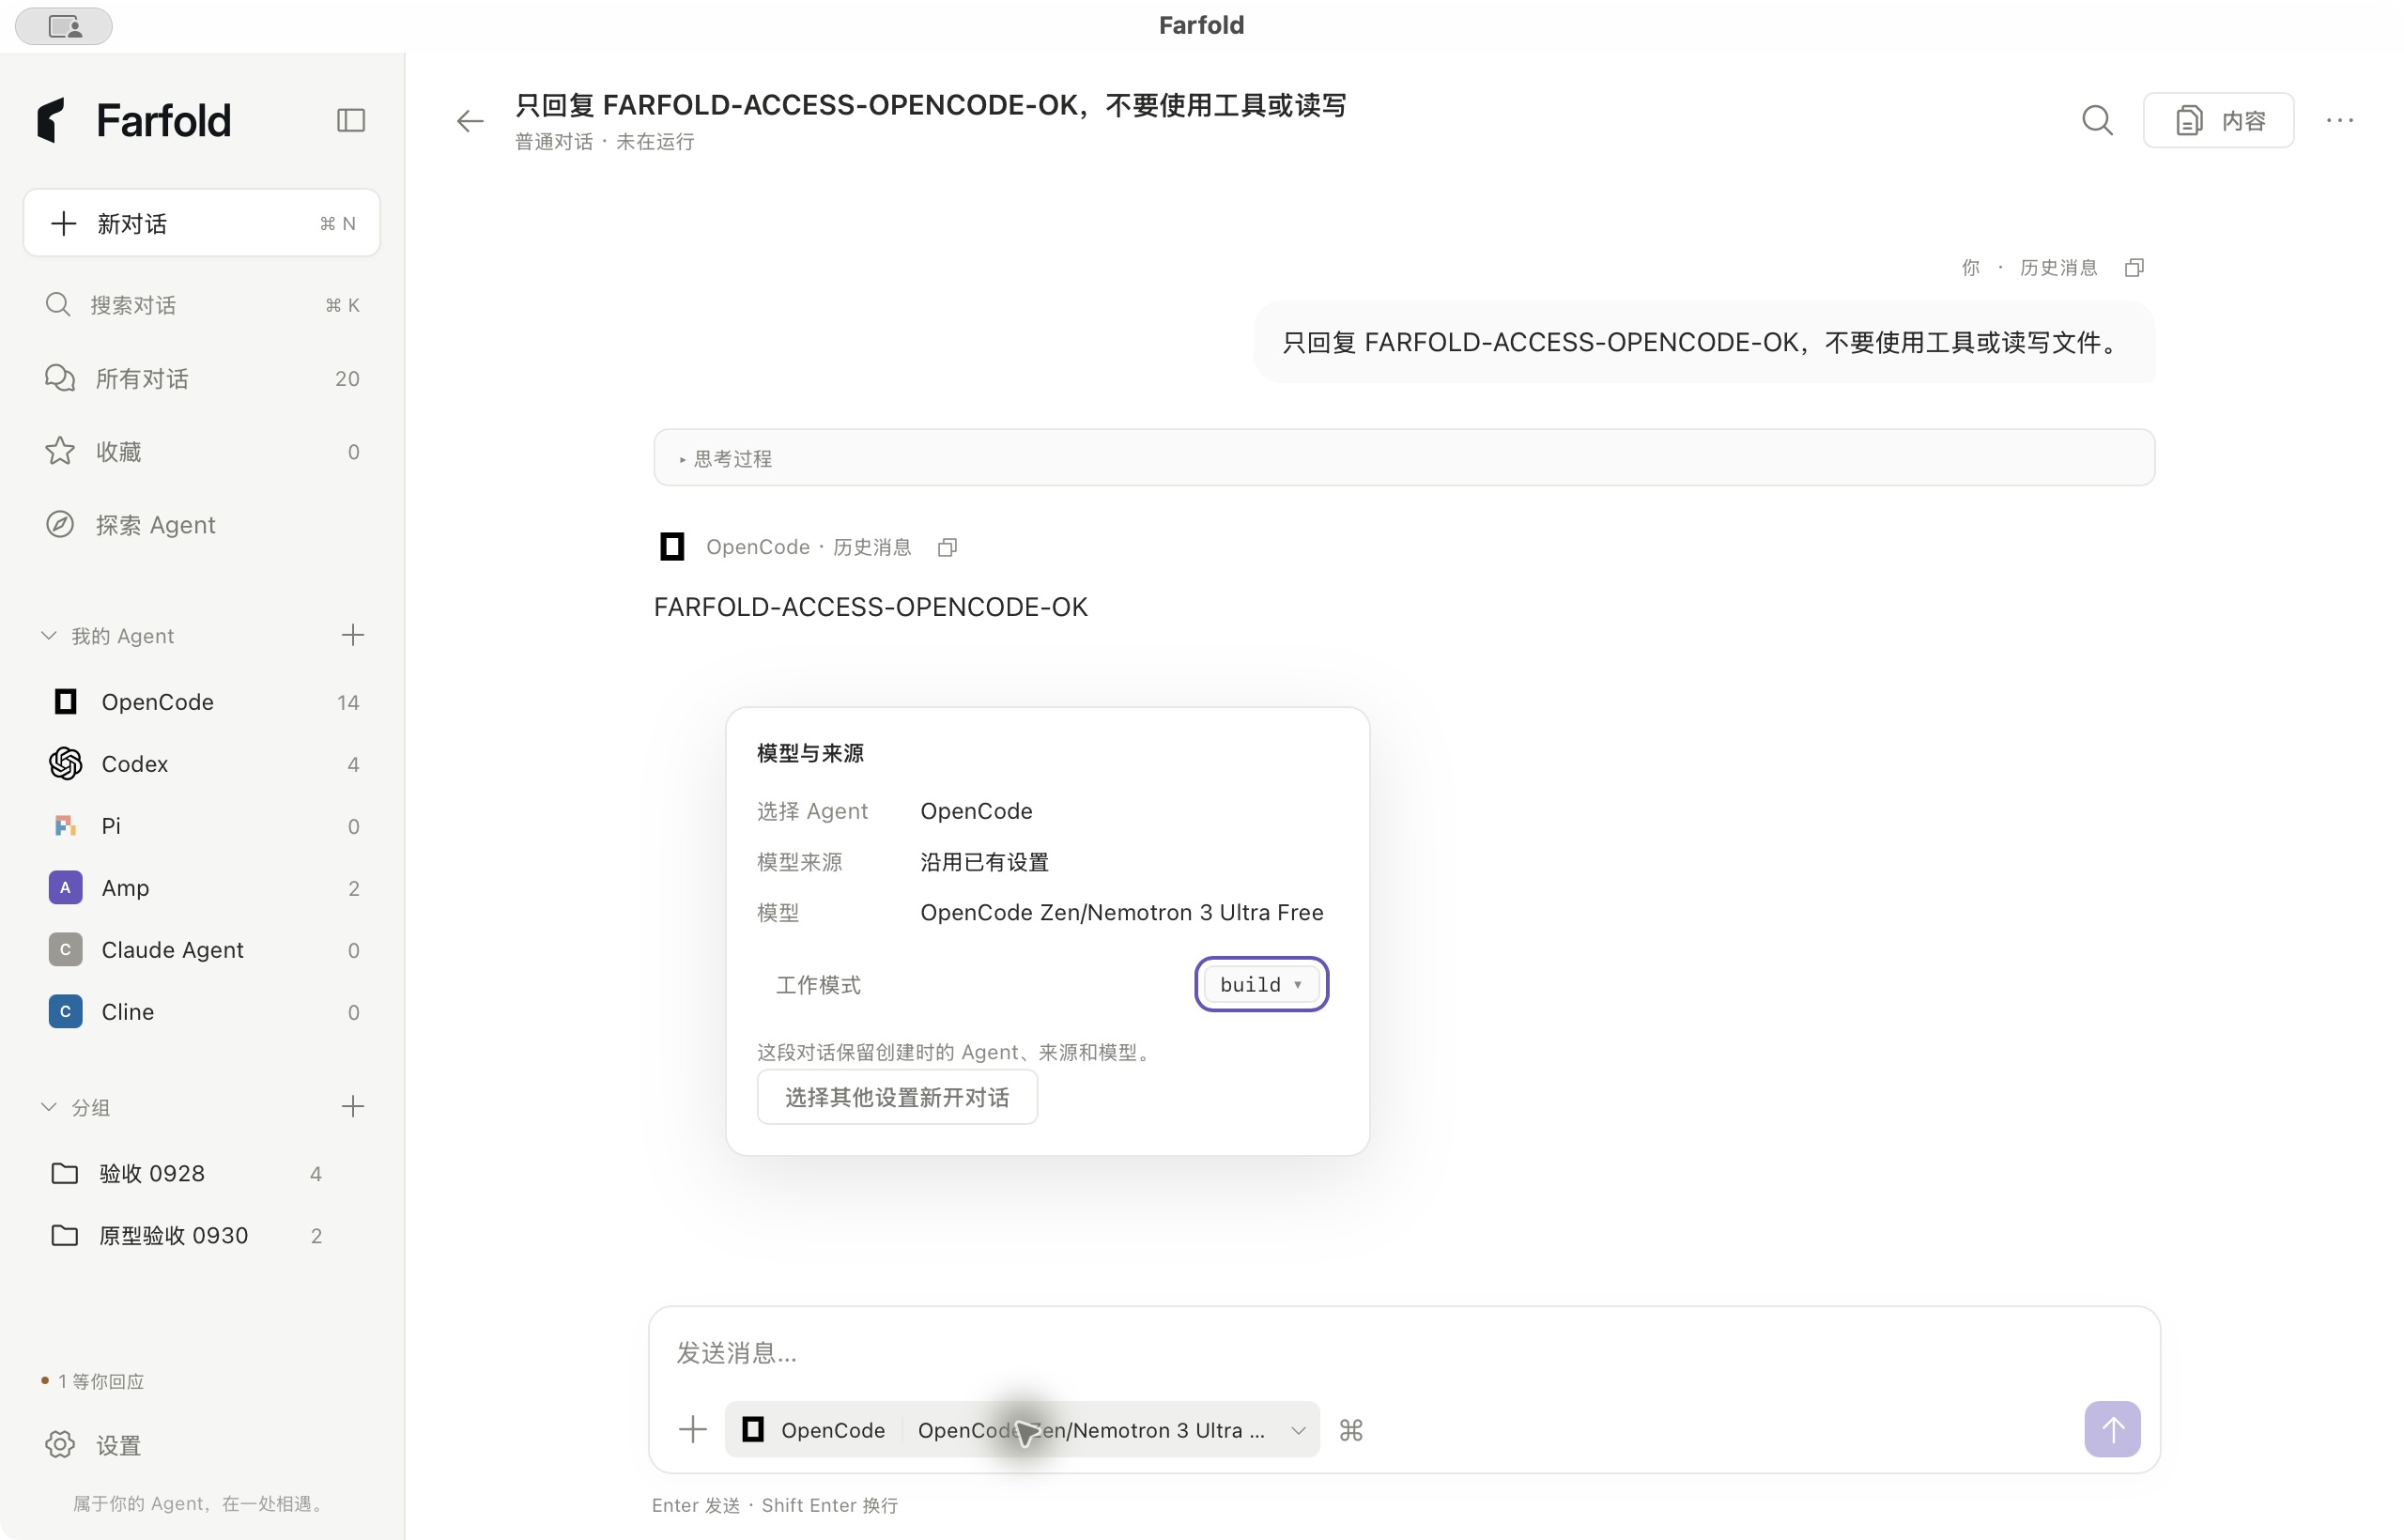 Farfold
Farfold
新对话 ⌘ N
搜索对话 ⌘ K
所有对话 20
收藏 0
探索 Agent
我的 Agent
OpenCode 14
Codex 4
Pi 0
A Amp 2
C Claude Agent 0
C Cline 0
分组
验收 0928 4
原型验收 0930 2
1 等你回应
设置
属于你的 Agent，在一处相遇。
只回复 FARFOLD-ACCESS-OPENCODE-OK，不要使用工具或读写
普通对话 · 未在运行
内容
你 · 历史消息
只回复 FARFOLD-ACCESS-OPENCODE-OK，不要使用工具或读写文件。
思考过程
OpenCode · 历史消息
FARFOLD-ACCESS-OPENCODE-OK
模型与来源
选择 Agent OpenCode
模型来源 沿用已有设置
模型 OpenCode Zen/Nemotron 3 Ultra Free
工作模式 build
这段对话保留创建时的 Agent、来源和模型。
选择其他设置新开对话
发送消息...
OpenCode OpenCode Zen/Nemotron 3 Ultra ... ⌘
Enter 发送 · Shift Enter 换行